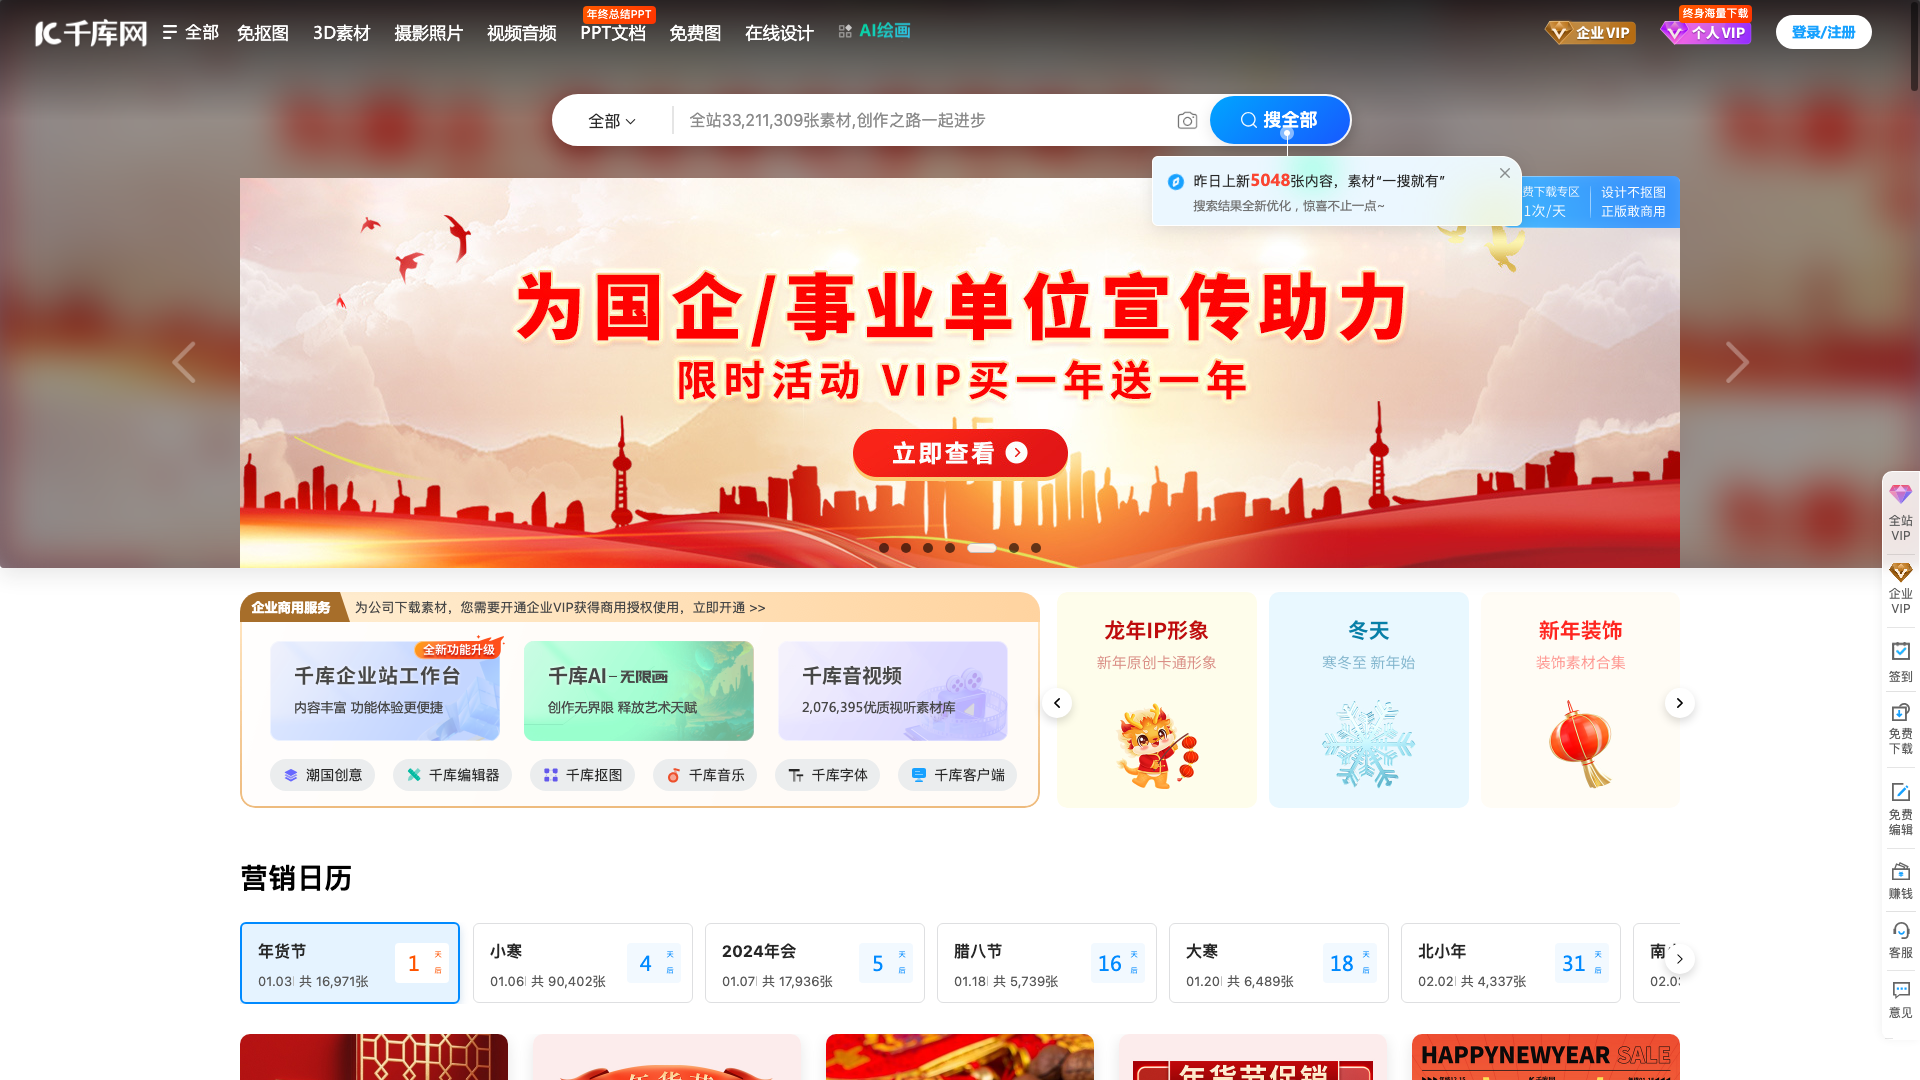 千库网
全部
免抠图
3D素材
摄影照片
视频音频
年终总结PPT
PPT文档
免费图
在线设计
AI绘画
企业VIP
终身海量下载
个人VIP
登录/注册
全部
全站33,211,309张素材,创作之路一起进步
搜全部
昨日上新5048张内容，素材“一搜就有”
搜索结果全新优化，惊喜不止一点~
费下载专区
1次/天
设计不抠图
正版敢商用
为国企/事业单位宣传助力
限时活动 VIP买一年送一年
立即查看
全站
VIP
企业
VIP
签到
免费
下载
免费
编辑
赚钱
客服
意见
企业商用服务
为公司下载素材，您需要开通企业VIP获得商用授权使用，立即开通 >>
全新功能升级
千库企业站工作台
内容丰富 功能体验更便捷
千库AI-无限画
创作无界限 释放艺术天赋
千库音视频
2,076,395优质视听素材库
潮国创意
千库编辑器
千库抠图
千库音乐
千库字体
千库客户端
龙年IP形象
新年原创卡通形象
冬天
寒冬至 新年始
新年装饰
装饰素材合集
营销日历
年货节
01.03 共 16,971张
1
天后
小寒
01.06 共 90,402张
4
天后
2024年会
01.07 共 17,936张
5
天后
腊八节
01.18 共 5,739张
16
天后
大寒
01.20 共 6,489张
18
天后
北小年
02.02 共 4,337张
31
天后
南
02.0
年货节
年货节促销
HAPPYNEWYEAR SALE